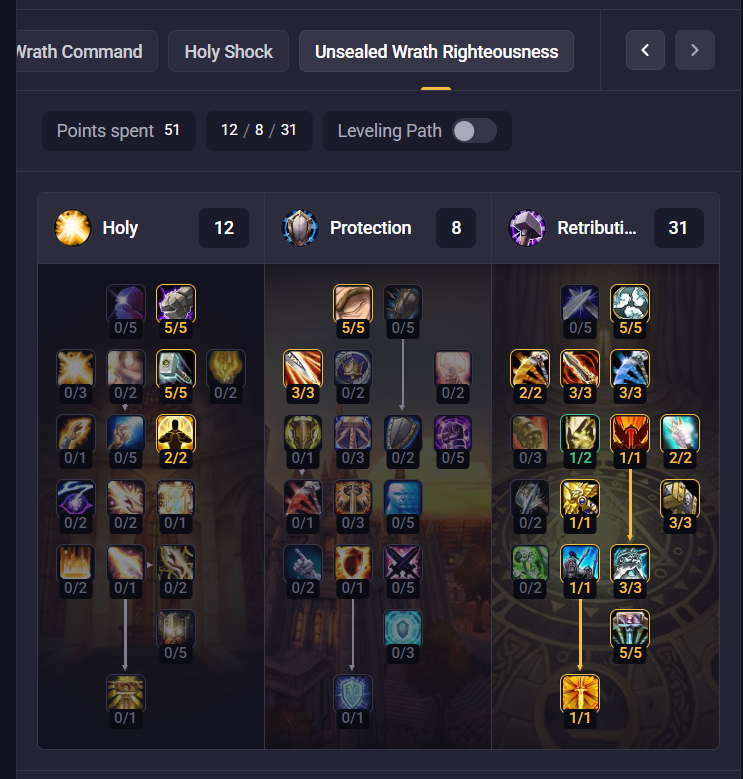 Wrath Command Holy Shock Unsealed Wrath Righteousness
Points spent 51 12 / 8 / 31 Leveling Path
Holy 12 Protection 8 Retributi... 31
0/5 5/5 5/5 0/5 0/5 5/5
0/3 0/2 5/5 0/2 3/3 0/2 0/2 2/2 3/3 3/3
0/1 0/5 2/2 0/1 0/3 0/2 0/5 0/3 1/2 1/1 2/2
0/2 0/2 0/1 0/1 0/3 0/5 0/2 1/1 3/3
0/2 0/1 0/2 0/2 0/1 0/5 0/2 1/1 3/3
0/5 0/3 5/5
0/1 0/1 1/1